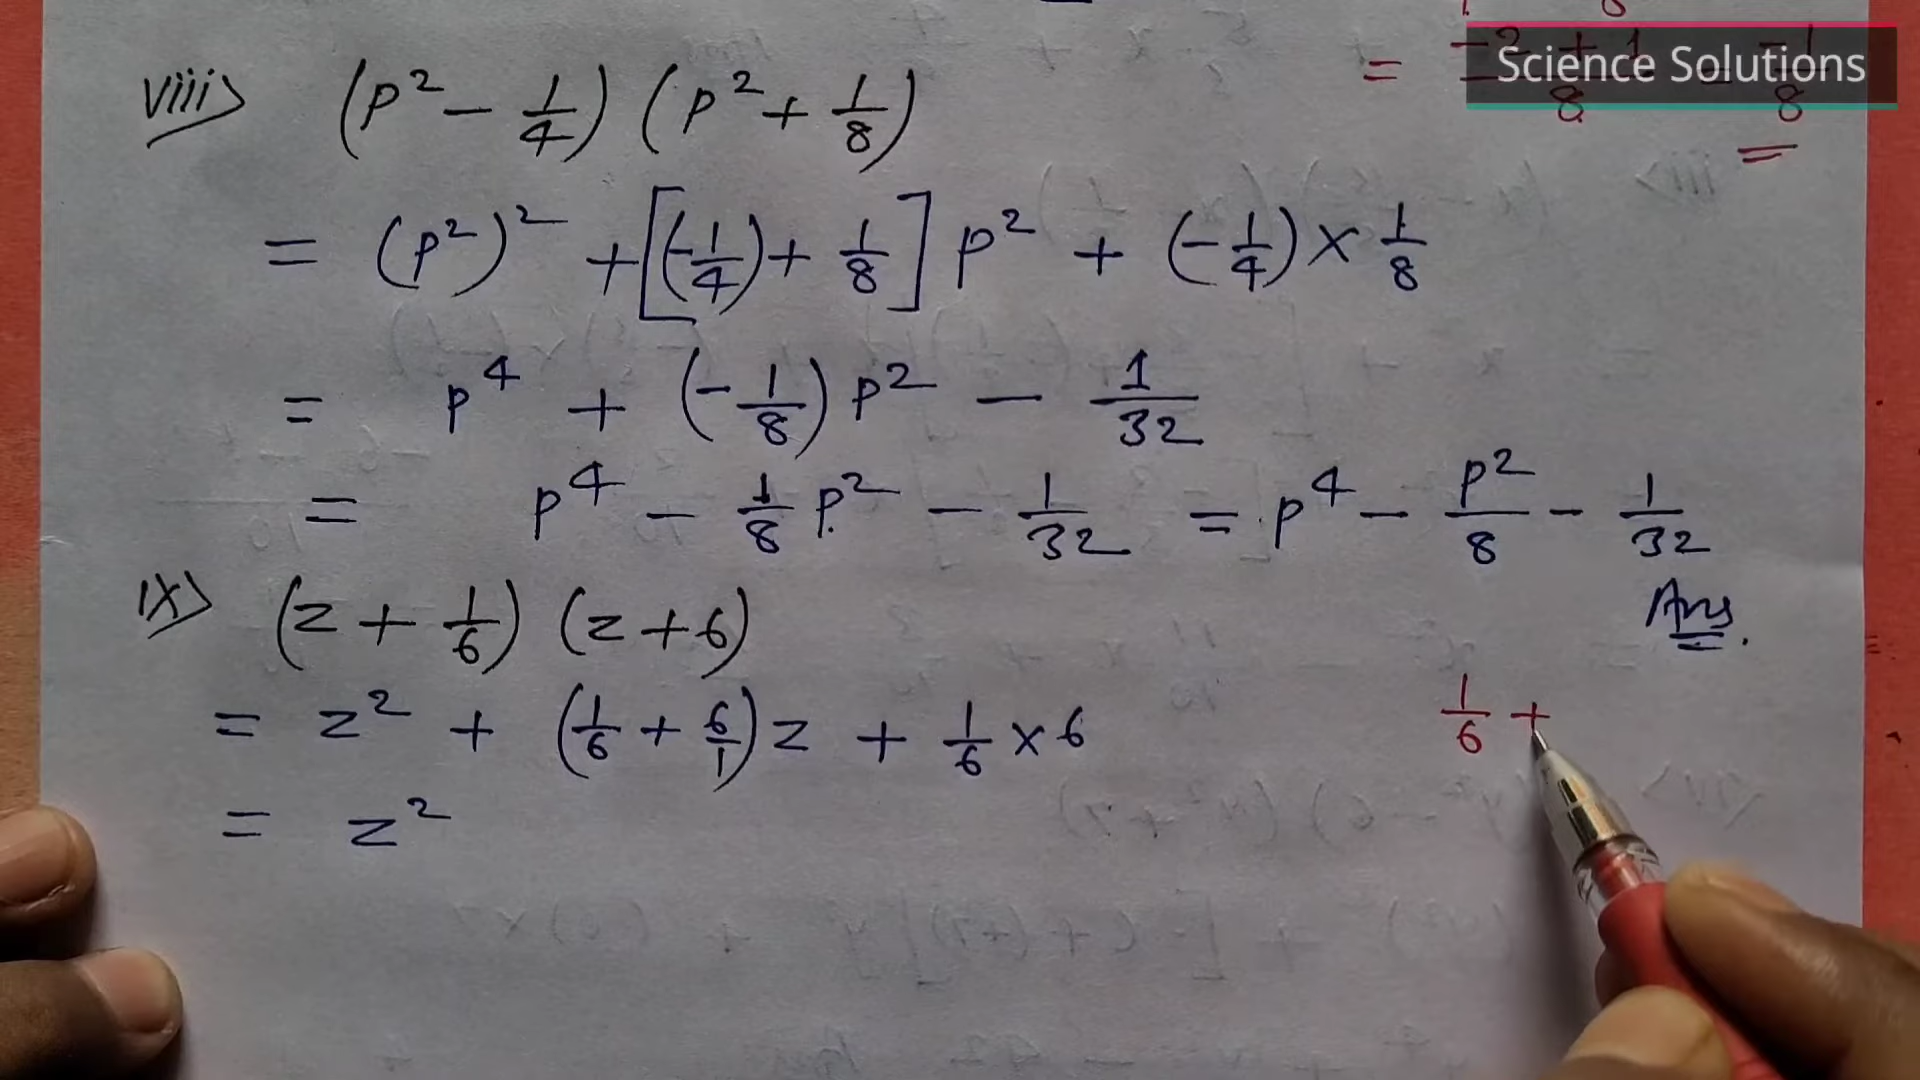 Science Solutions
= -2 + 1 / 8 = -1 / 8
viii> (p² - 1/4) (p² + 1/8)
= (p²)² + [(-1/4) + 1/8] p² + (-1/4) × 1/8
= p⁴ + (-1/8) p² - 1/32
= p⁴ - 1/8 p² - 1/32 = p⁴ - p²/8 - 1/32
Ans.
ix> (z + 1/6) (z + 6)
= z² + (1/6 + 6/1) z + 1/6 × 6
1/6 +
= z²